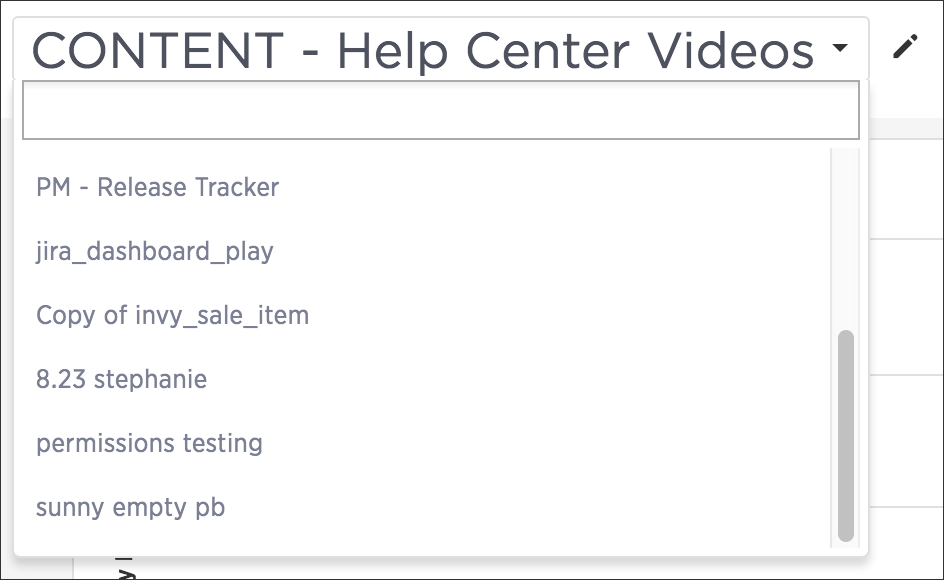 CONTENT - Help Center Videos
PM - Release Tracker
jira_dashboard_play
Copy of invy_sale_item
8.23 stephanie
permissions testing
sunny empty pb